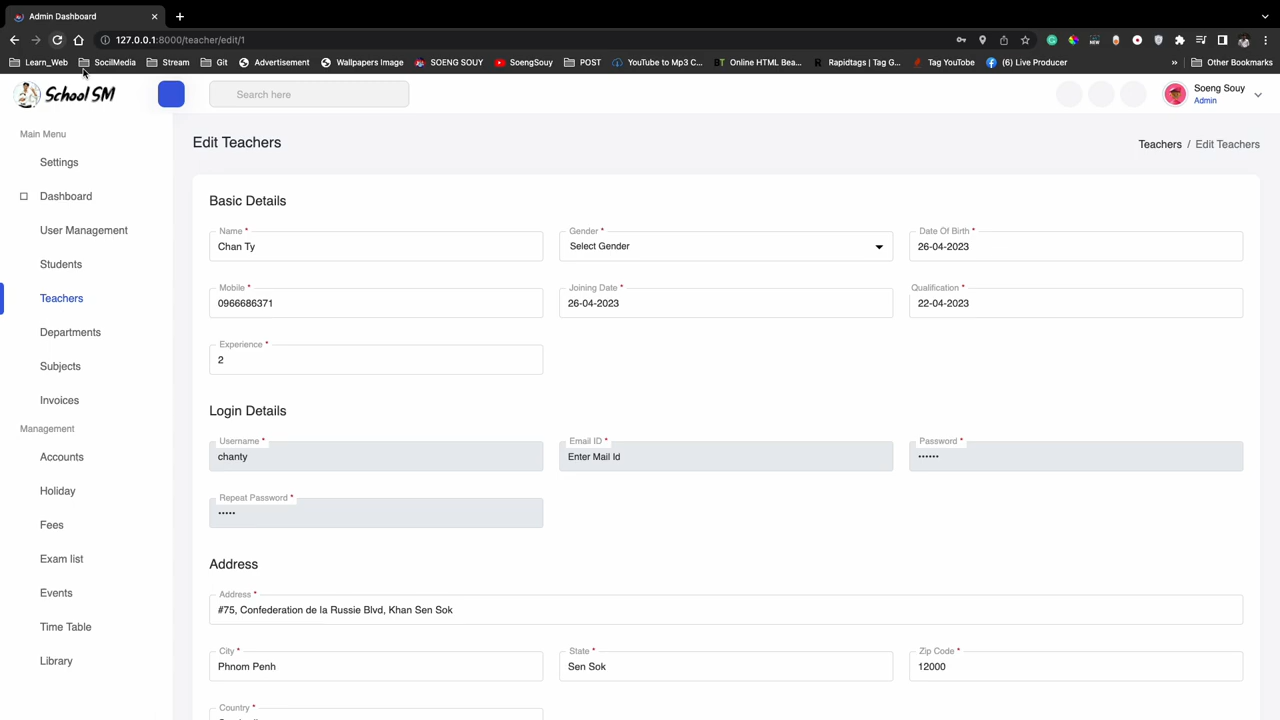 Admin Dashboard
127.0.0.1:8000/teacher/edit/1
Learn_Web SocilMedia Stream Git Advertisement Wallpapers Image SOENG SOUY SoengSouy POST YouTube to Mp3 C... Online HTML Bea... Rapidtags | Tag G... Tag YouTube (6) Live Producer » Other Bookmarks
School SM
Search here
Soeng Souy
Admin
Main Menu
Settings
Dashboard
User Management
Students
Teachers
Departments
Subjects
Invoices
Management
Accounts
Holiday
Fees
Exam list
Events
Time Table
Library
Edit Teachers
Teachers / Edit Teachers
Basic Details
Name *
Chan Ty
Gender *
Select Gender
Date Of Birth *
26-04-2023
Mobile *
0966686371
Joining Date *
26-04-2023
Qualification *
22-04-2023
Experience *
2
Login Details
Username *
chanty
Email ID *
Enter Mail Id
Password *
••••••
Repeat Password *
•••••
Address
Address *
#75, Confederation de la Russie Blvd, Khan Sen Sok
City *
Phnom Penh
State *
Sen Sok
Zip Code *
12000
Country *